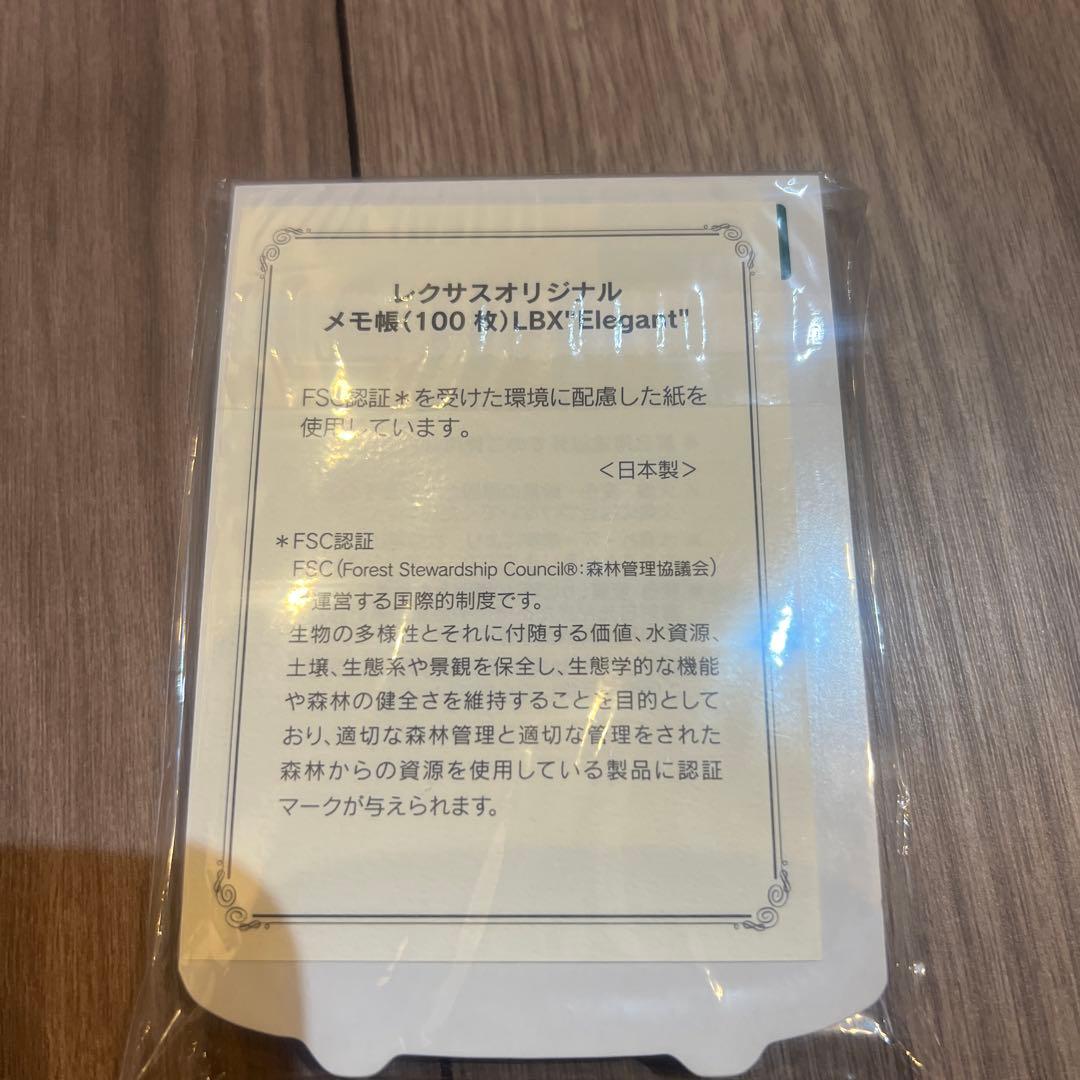 レクサスオリジナル
メモ帳(100 枚)LBX"Elegant"
FSC認証*を受けた環境に配慮した紙を
使用しています。
<日本製>
*FSC認証
FSC(Forest Stewardship Council®:森林管理協議会)
運営する国際的制度です。
生物の多様性とそれに付随する価値、水資源、
土壌、生態系や景観を保全し、生態学的な機能
や森林の健全さを維持することを目的として
おり、適切な森林管理と適切な管理をされた
森林からの資源を使用している製品に認証
マークが与えられます。